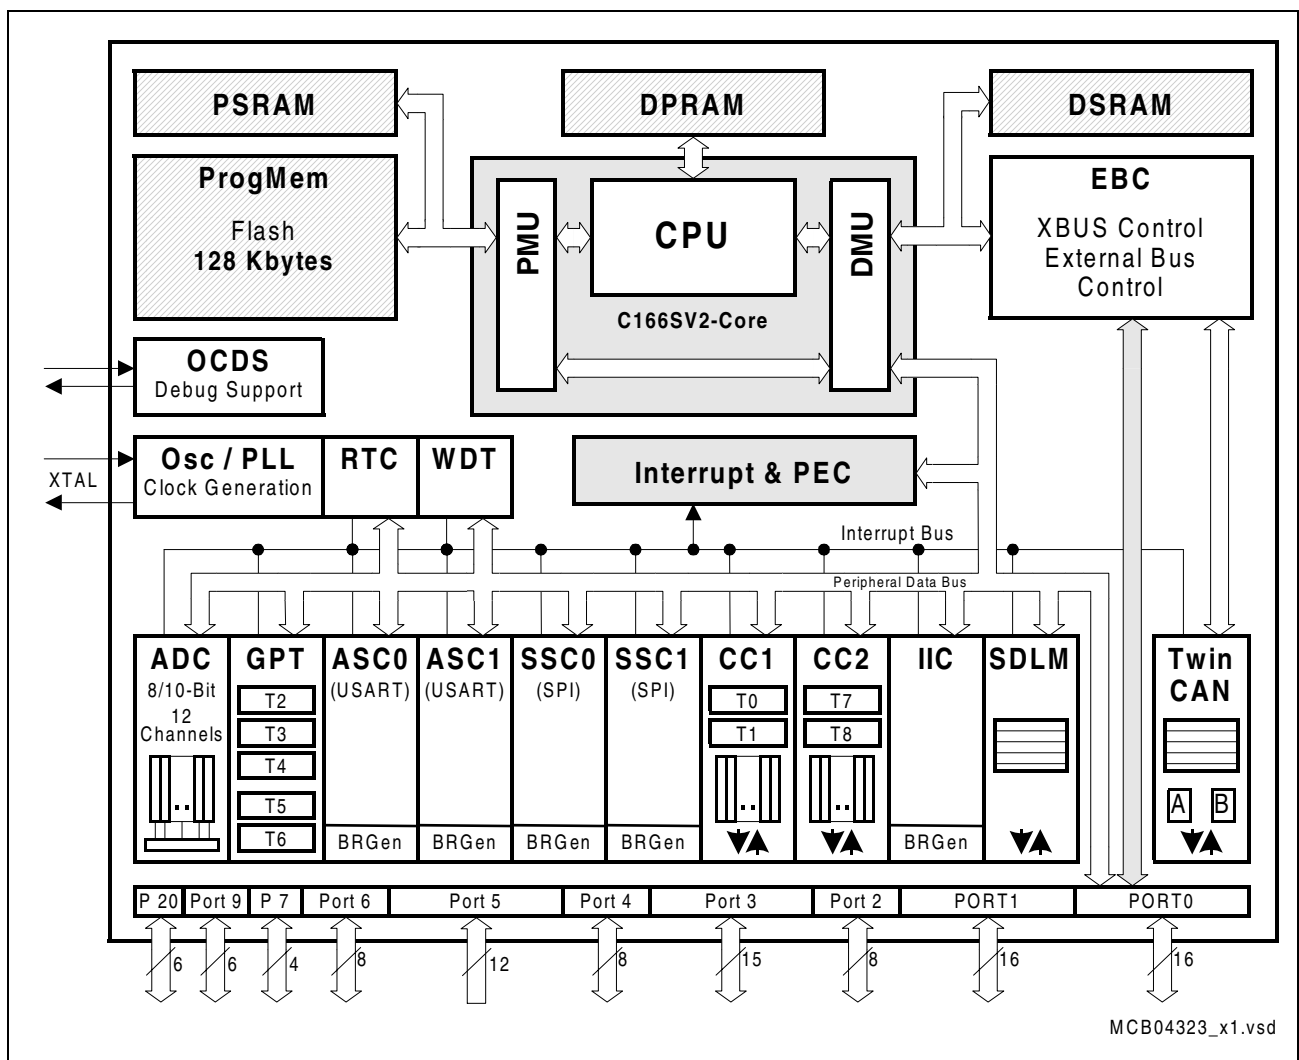 PSRAM
DPRAM
DSRAM
ProgMem
Flash
128 Kbytes
PMU
CPU
DMU
C166SV2-Core
EBC
XBUS Control
External Bus
Control
OCDS
Debug Support
XTAL
Osc / PLL
Clock Generation
RTC
WDT
Interrupt & PEC
Interrupt Bus
Peripheral Data Bus
ADC
8/10-Bit
12
Channels
GPT
T2
T3
T4
T5
T6
ASC0
(USART)
BRGen
ASC1
(USART)
BRGen
SSC0
(SPI)
BRGen
SSC1
(SPI)
BRGen
CC1
T0
T1
CC2
T7
T8
IIC
BRGen
SDLM
Twin
CAN
A
B
P 20
Port 9
P 7
Port 6
Port 5
Port 4
Port 3
Port 2
PORT1
PORT0
6
6
4
8
12
8
15
8
16
16
MCB04323_x1.vsd